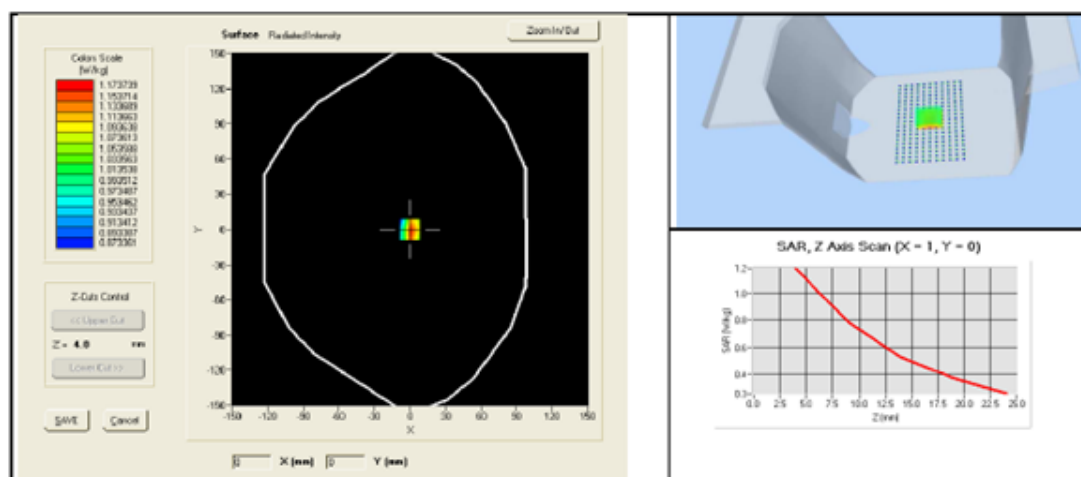 Surface Radiated Intensity
Zoom In/Out
Colors Scale
(W/kg)
1.173739
1.153714
1.133689
1.113663
1.093638
1.073613
1.053588
1.033563
1.013538
0.993512
0.973487
0.953462
0.933437
0.913412
0.893387
0.873361
150
120
90
60
30
0
-30
-60
-90
-120
-150
Y
-150 -120 -90 -60 -30 0 30 60 90 120 150
X
Z-Cuts Control
<< Upper Cut
Z = 4.0 mm
Lower Cut >>
SAVE
Cancel
0 X (mm) 0 Y (mm)
SAR, Z Axis Scan (X = 1, Y = 0)
SAR (W/kg)
1.2
1.0
0.8
0.6
0.4
0.3
0.0 2.5 5.0 7.5 10.0 12.5 15.0 17.5 20.0 22.5 25.0
Z (mm)